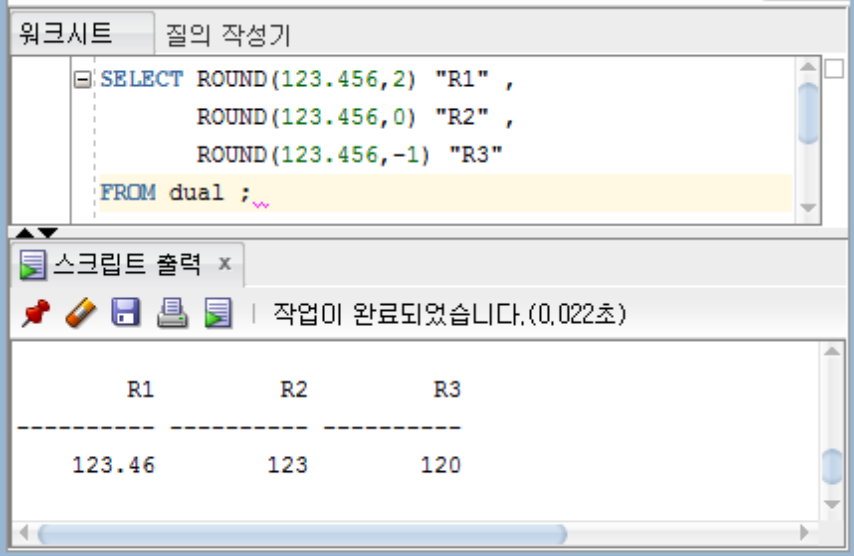 워크시트 질의 작성기
SELECT ROUND(123.456,2) "R1" ,
ROUND(123.456,0) "R2" ,
ROUND(123.456,-1) "R3"
FROM dual ;
스크립트 출력 x
작업이 완료되었습니다.(0,022초)
R1 R2 R3
---------- ---------- ----------
123.46 123 120